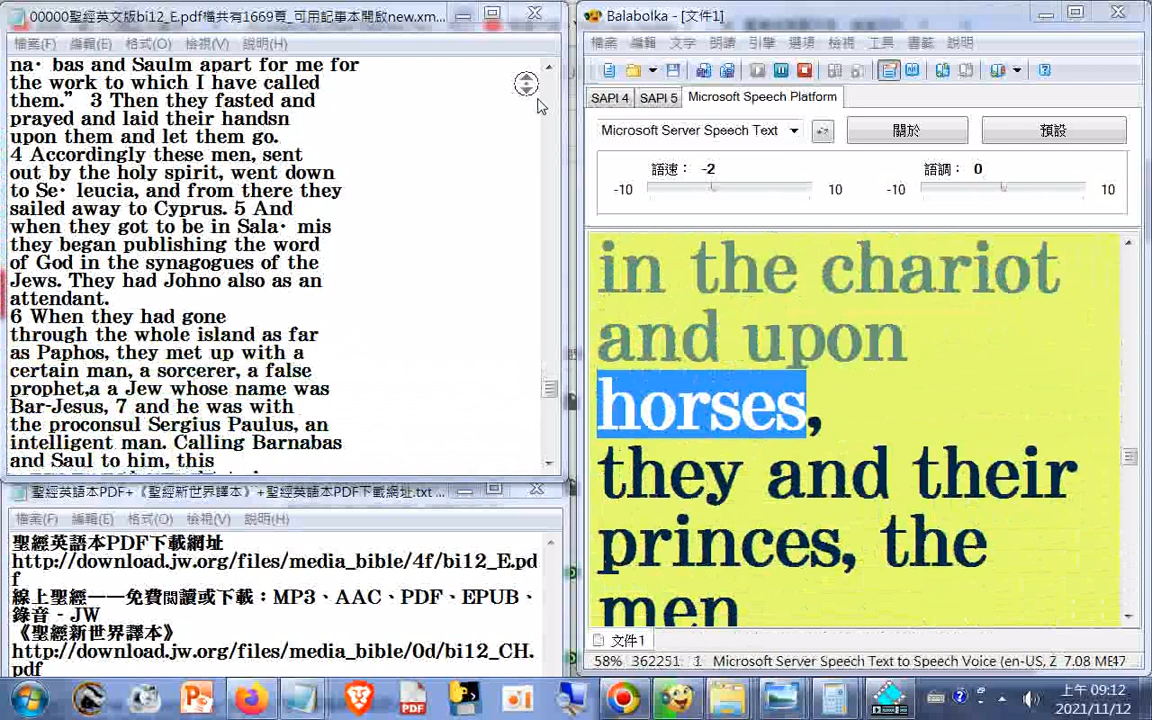 00000聖經英文版bi12_E.pdf檔共有1669頁_可用記事本開啟new.xm...
檔案(F) 編輯(E) 格式(O) 檢視(V) 說明(H)
na· bas and Saulm apart for me for
the work to which I have called
them.” 3 Then they fasted and
prayed and laid their handsn
upon them and let them go.
4 Accordingly these men, sent
out by the holy spirit, went down
to Se· leucia, and from there they
sailed away to Cyprus. 5 And
when they got to be in Sala· mis
they began publishing the word
of God in the synagogues of the
Jews. They had Johno also as an
attendant.
6 When they had gone
through the whole island as far
as Paphos, they met up with a
certain man, a sorcerer, a false
prophet,a a Jew whose name was
Bar-Jesus, 7 and he was with
the proconsul Sergius Paulus, an
intelligent man. Calling Barnabas
and Saul to him, this
聖經英語本PDF+《聖經新世界譯本》+聖經英語本PDF下載網址.txt ...
檔案(F) 編輯(E) 格式(O) 檢視(V) 說明(H)
聖經英語本PDF下載網址
http://download.jw.org/files/media_bible/4f/bi12_E.pd
f
線上聖經——免費閱讀或下載：MP3、AAC、PDF、EPUB、
錄音 - JW
《聖經新世界譯本》
http://download.jw.org/files/media_bible/0d/bi12_CH.
pdf
Balabolka - [文件1]
檔案 編輯 文字 朗讀 引擎 選項 檢視 工具 書籤 說明
SAPI 4 SAPI 5 Microsoft Speech Platform
Microsoft Server Speech Text 關於 預設
語速： -2 語調： 0
-10 10 -10 10
in the chariot
and upon
horses,
they and their
princes, the
men
文件1
58% 362251: 1 Microsoft Server Speech Text to Speech Voice (en-US, Z 7.08 MB
上午 09:12
2021/11/12